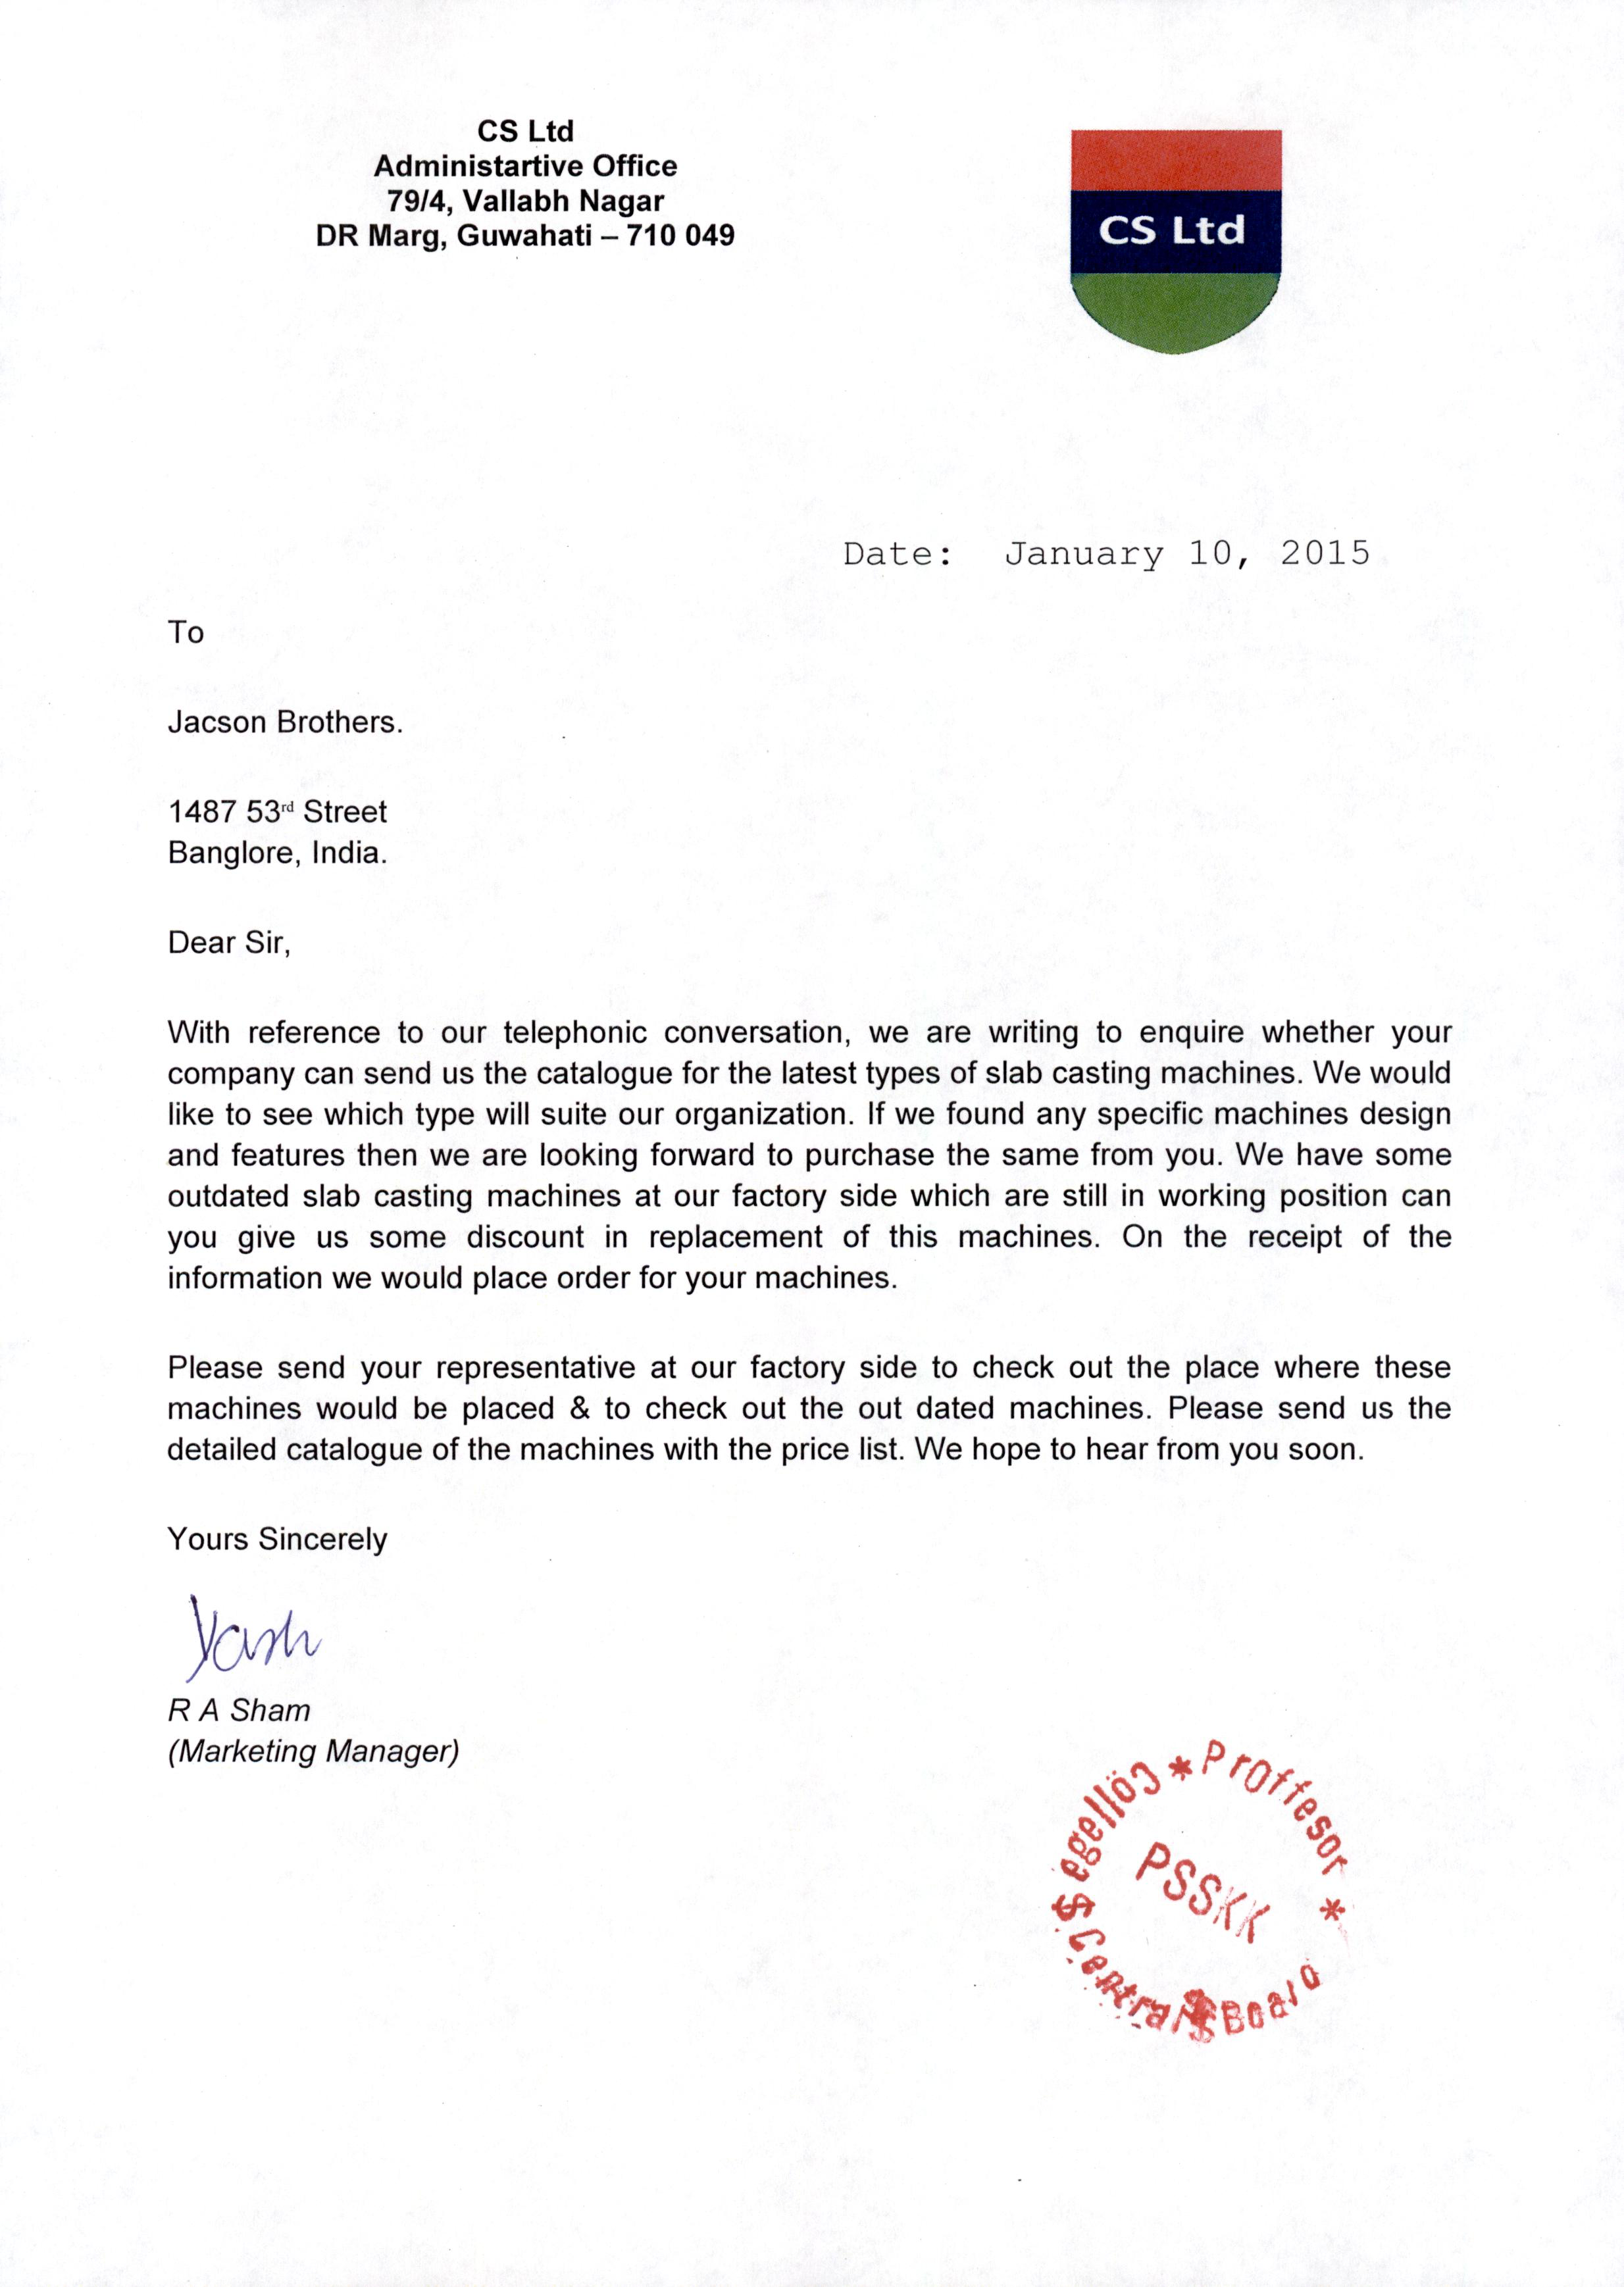 CS Ltd
Administartive Office
79/4, Vallabh Nagar
DR Marg, Guwahati – 710 049
CS Ltd
Date: January 10, 2015
To
Jacson Brothers.
1487 53rd Street
Banglore, India.
Dear Sir,
With reference to our telephonic conversation, we are writing to enquire whether your
company can send us the catalogue for the latest types of slab casting machines. We would
like to see which type will suite our organization. If we found any specific machines design
and features then we are looking forward to purchase the same from you. We have some
outdated slab casting machines at our factory side which are still in working position can
you give us some discount in replacement of this machines. On the receipt of the
information we would place order for your machines.
Please send your representative at our factory side to check out the place where these
machines would be placed & to check out the out dated machines. Please send us the
detailed catalogue of the machines with the price list. We hope to hear from you soon.
Yours Sincerely
Yash
R A Sham
(Marketing Manager)
* Proffesor *
PSSKK
Central
Board